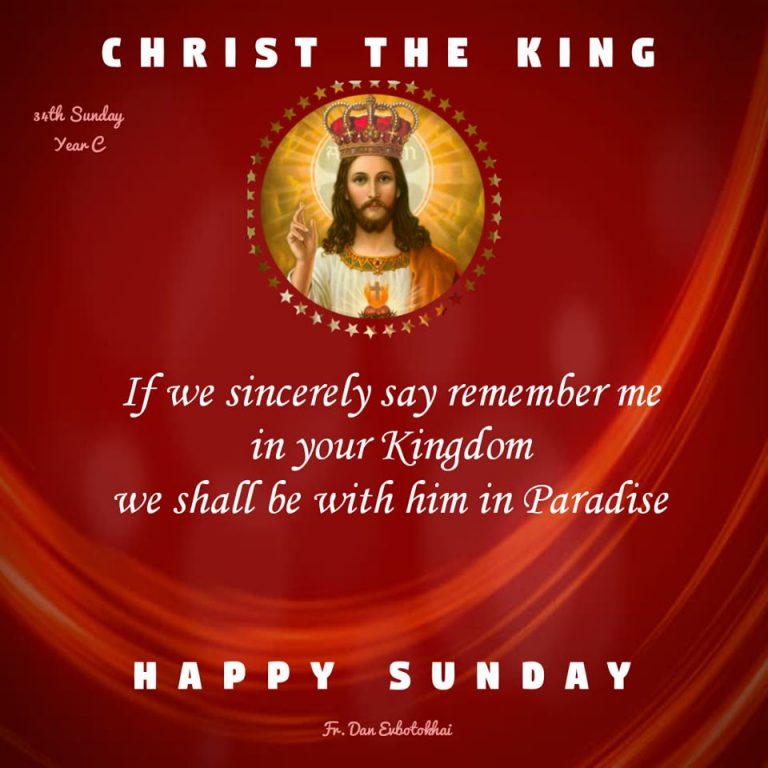 CHRIST THE KING
34th Sunday
Year C
If we sincerely say remember me
in your Kingdom
we shall be with him in Paradise
HAPPY SUNDAY
Fr. Dan Evbotokhai